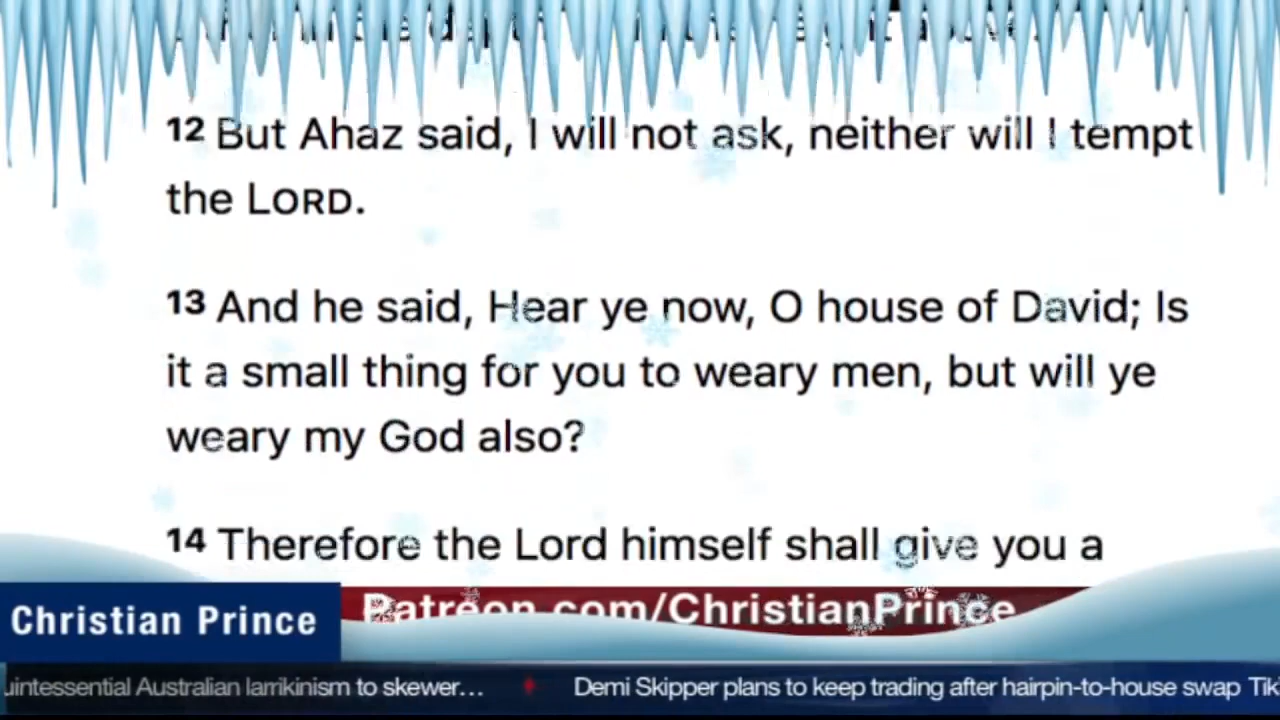 12 But Ahaz said, I will not ask, neither will I tempt
the LORD.
13 And he said, Hear ye now, O house of David; Is
it a small thing for you to weary men, but will ye
weary my God also?
14 Therefore the Lord himself shall give you a
Christian Prince
Patreon.com/ChristianPrince
uintessential Australian larrikinism to skewer… Demi Skipper plans to keep trading after hairpin-to-house swap Tik